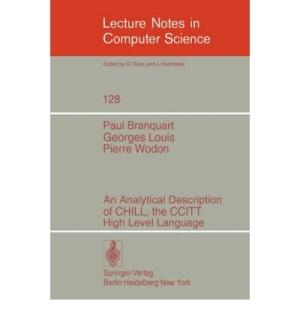 Lecture Notes in
Computer Science
Edited by G. Goos and J. Hartmanis
128
Paul Branquart
Georges Louis
Pierre Wodon
An Analytical Description
of CHILL, the CCITT
High Level Language
Springer-Verlag
Berlin Heidelberg New York